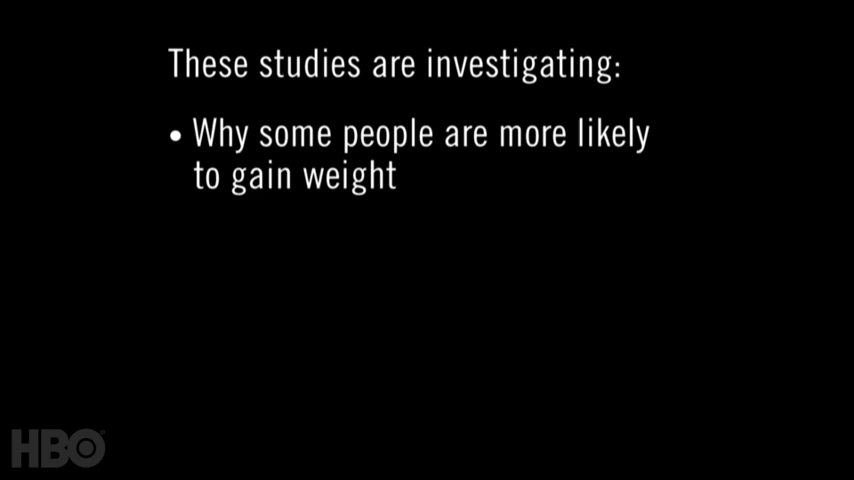 These studies are investigating:
• Why some people are more likely
to gain weight
HBO